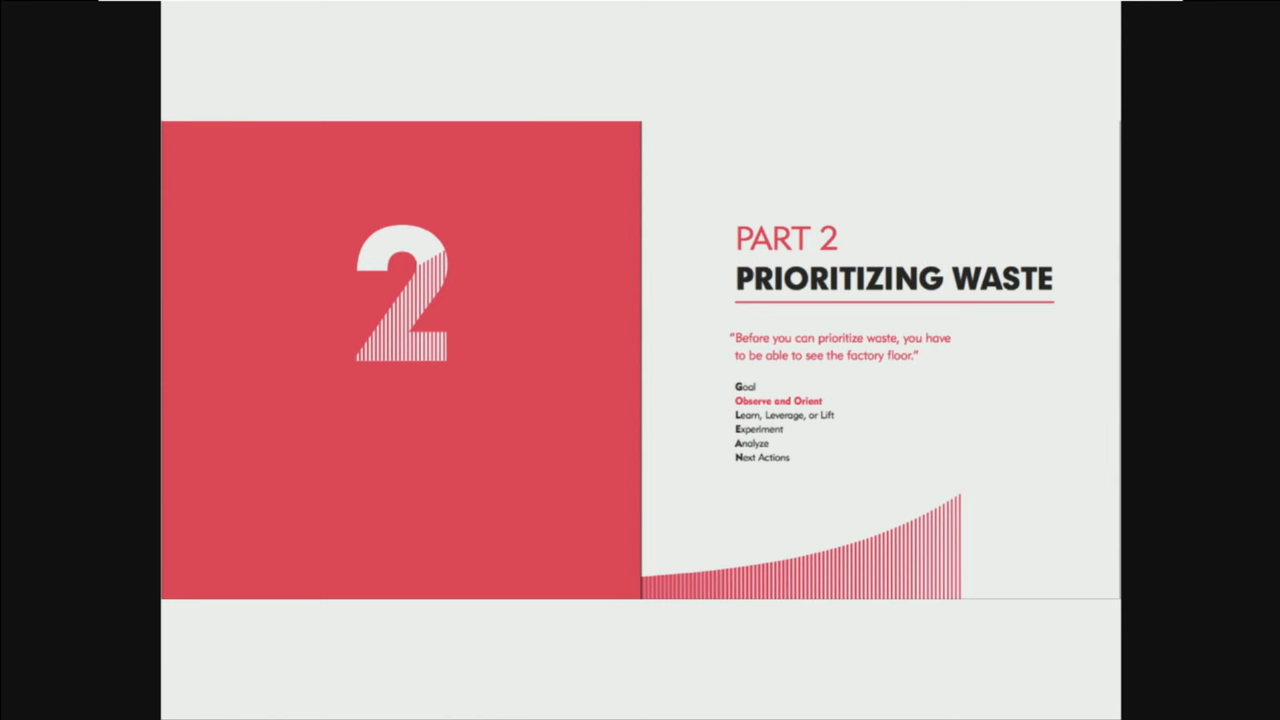 2
PART 2
PRIORITIZING WASTE
“Before you can prioritize waste, you have
to be able to see the factory floor.”
Goal
Observe and Orient
Learn, Leverage, or Lift
Experiment
Analyze
Next Actions